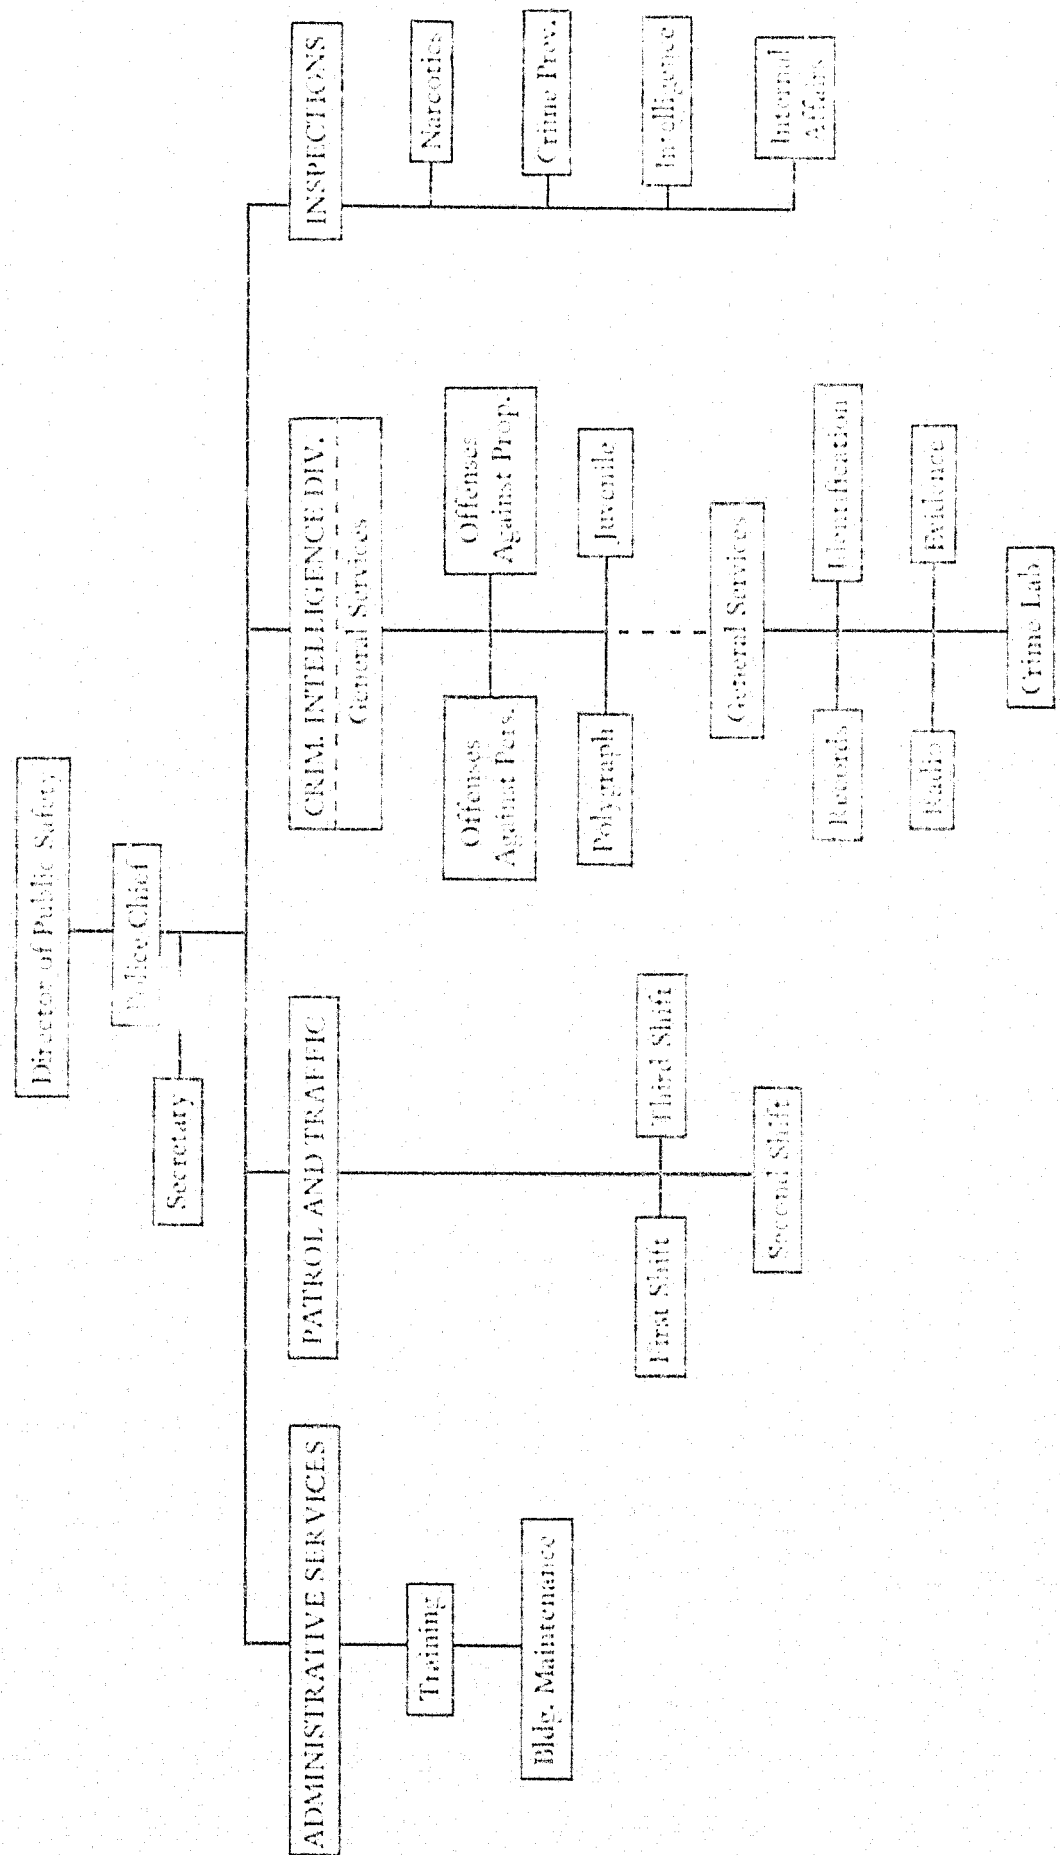 Director of Public Safety
Police Chief
Secretary
ADMINISTRATIVE SERVICES
Training
Bldg. Maintenance
PATROL AND TRAFFIC
First Shift
Third Shift
Second Shift
CRIM. INTELLIGENCE DIV.
General Services
Offenses
Against Pers.
Offenses
Against Prop.
Polygraph
Juvenile
General Services
Records
Identification
Radio
Evidence
Crime Lab
INSPECTIONS
Narcotics
Crime Prev.
Intelligence
Internal
Affairs